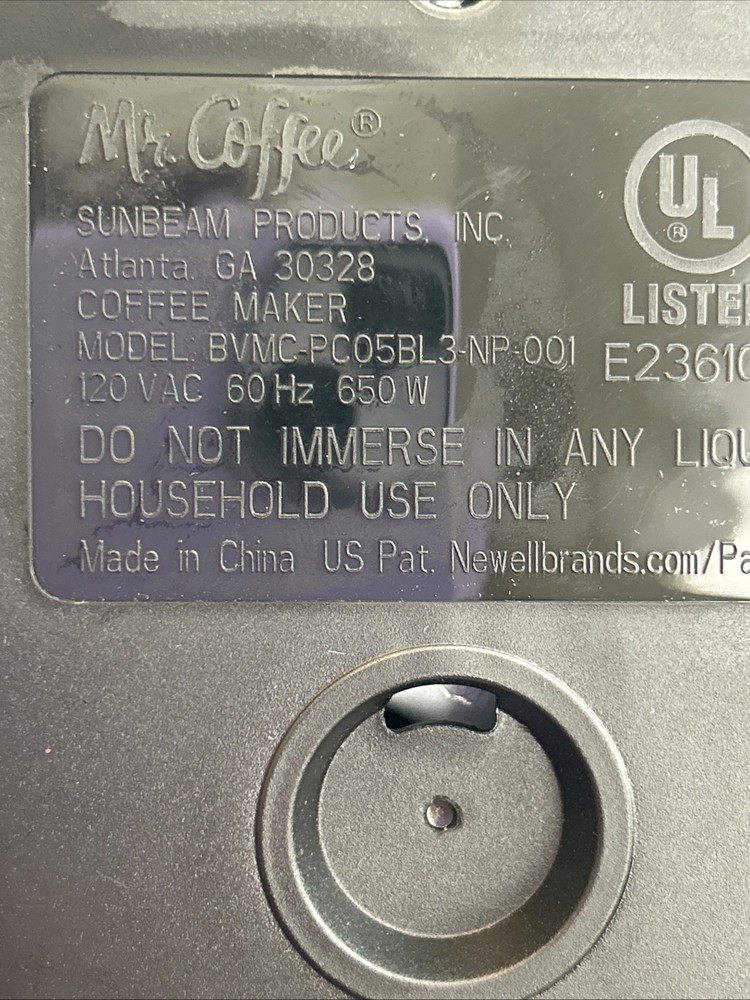 Mr. Coffee®
SUNBEAM PRODUCTS, INC.
Atlanta, GA 30328
COFFEE MAKER
MODEL: BVMC-PC05BL3-NP-001
120 VAC 60 Hz 650 W
DO NOT IMMERSE IN ANY LIQU
HOUSEHOLD USE ONLY
Made in China US Pat. Newellbrands.com/Pa
UL
®
LISTE
E2361